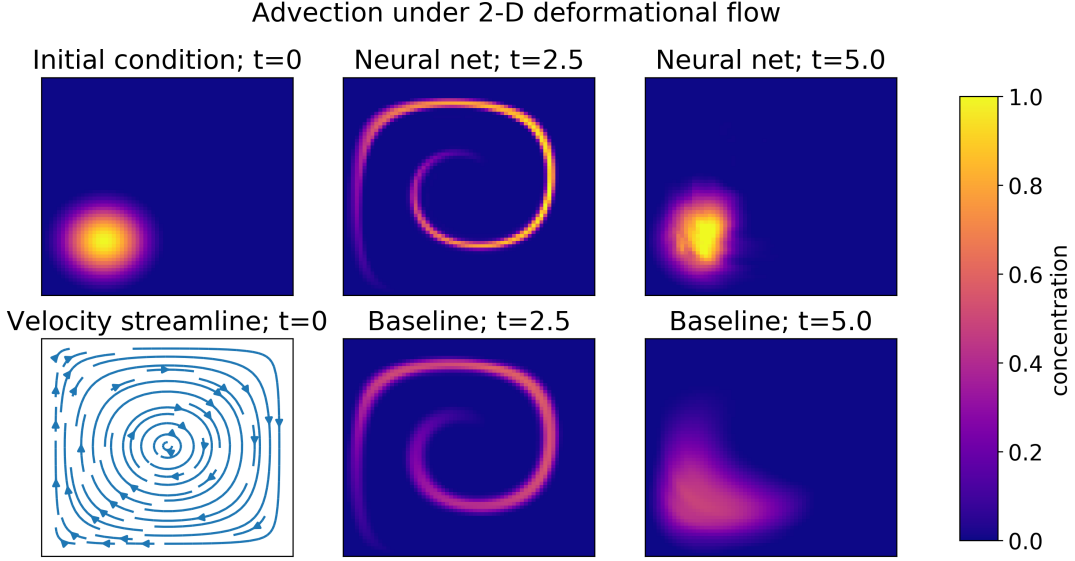 Advection under 2-D deformational flow
Initial condition; t=0
Neural net; t=2.5
Neural net; t=5.0
1.0
0.8
0.6
0.4
0.2
0.0
concentration
Velocity streamline; t=0
Baseline; t=2.5
Baseline; t=5.0